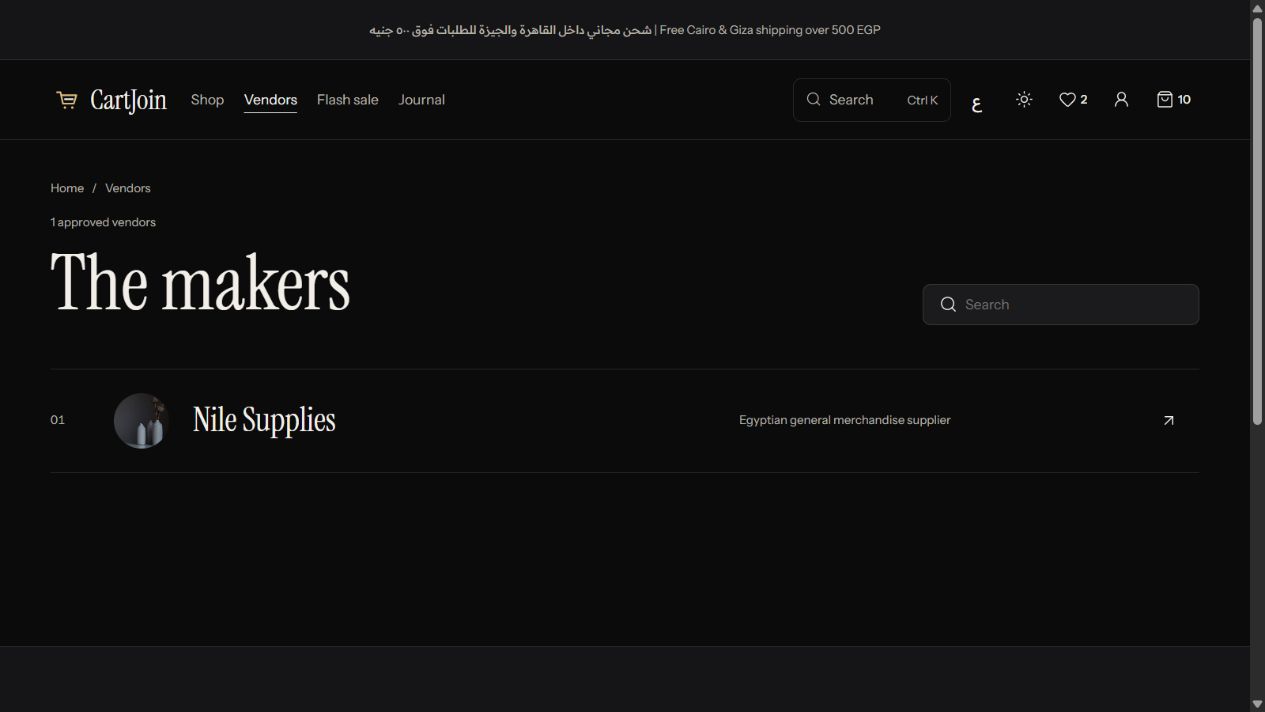 شحن مجاني داخل القاهرة والجيزة للطلبات فوق ٥٠٠ جنيه | Free Cairo & Giza shipping over 500 EGP
CartJoin Shop Vendors Flash sale Journal Search Ctrl K ع 2 10
Home / Vendors
1 approved vendors
The makers
Search
01 Nile Supplies Egyptian general merchandise supplier